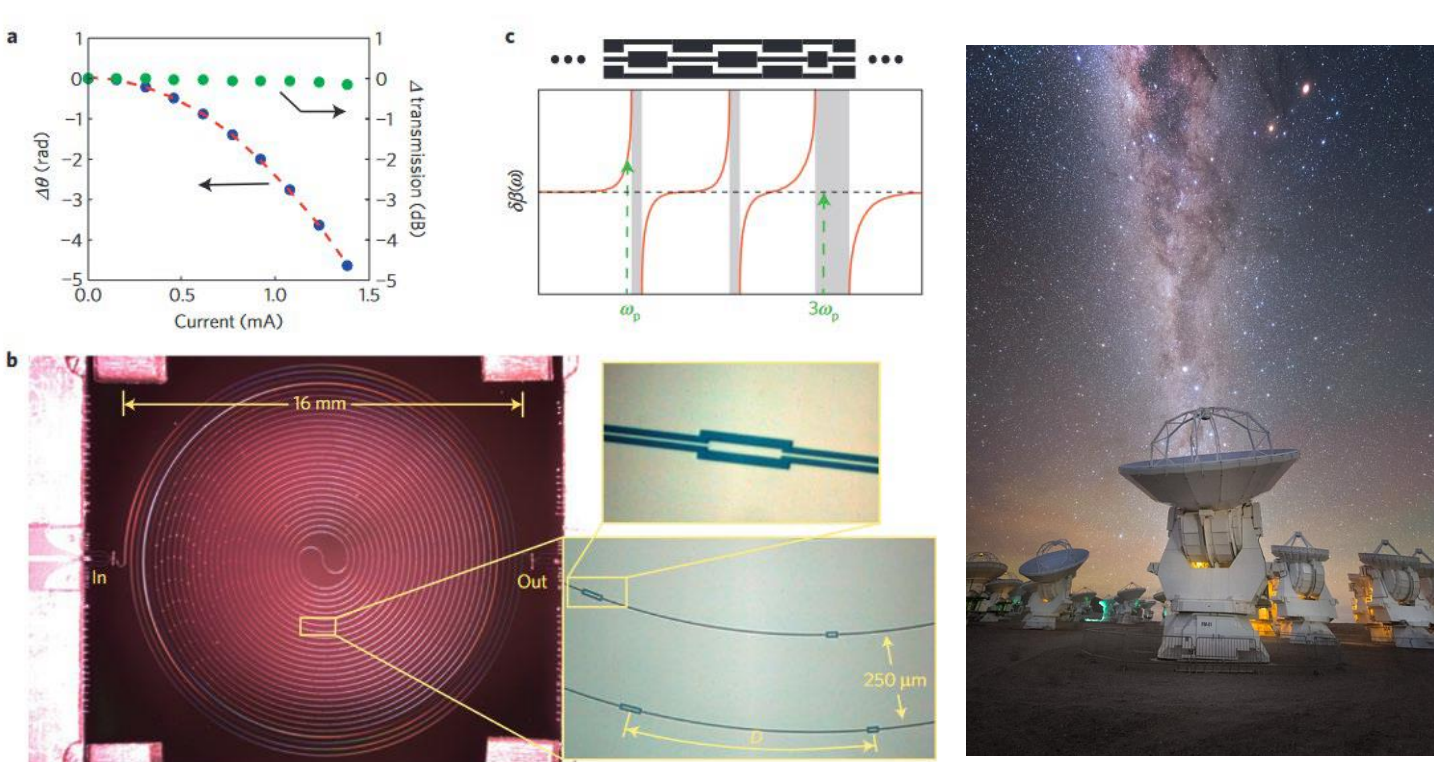 a
1
0
−1
−2
−3
−4
−5
Δθ (rad)
1
0
−1
−2
−3
−4
−5
Δ transmission (dB)
0.0 0.5 1.0 1.5
Current (mA)
c
δβ(ω)
ωp 3ωp
b
16 mm
In
Out
250 μm
D